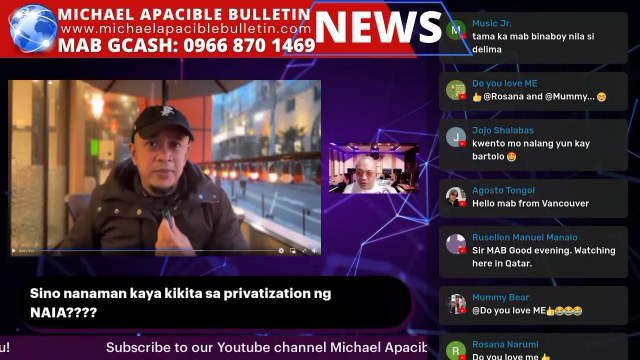 MICHAEL APACIBLE BULLETIN
www.michaelapaciblebulletin.com
MAB GCASH: 0966 870 1469
NEWS
Sino nanaman kaya kikita sa privatization ng
NAIA????
u!
Subscribe to our Youtube channel Michael Apacib
M
Music Jr.
tama ka mab binaboy nila si
delima
Do you love ME
👍 @Rosana and @Mummy... 😊
J
Jojo Shalabas
kwento mo nalang yun kay
bartolo 🤩
Agosto Tongol
Hello mab from Vancouver
Rusellon Manuel Manalo
Sir MAB Good evening. Watching
here in Qatar.
Mummy Bear
@Do you love ME👍😂😂😂
R
Rosana Narumi
Do you love me 👍